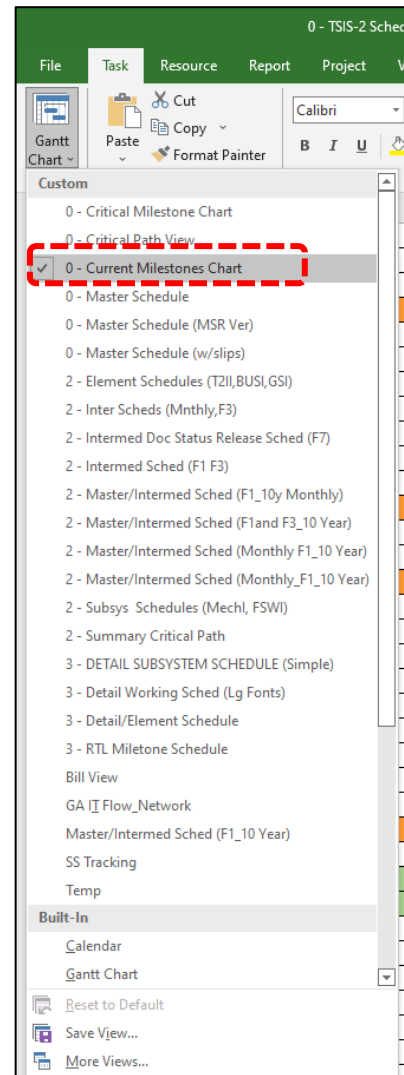 0 - TSIS-2 Sched
File Task Resource Report Project V
Cut
Calibri
Copy
Gantt Chart
Paste
Format Painter
B I U
Custom
0 - Critical Milestone Chart
0 - Critical Path View
0 - Current Milestones Chart
0 - Master Schedule
0 - Master Schedule (MSR Ver)
0 - Master Schedule (w/slips)
2 - Element Schedules (T2II,BUSI,GSI)
2 - Inter Scheds (Mnthly,F3)
2 - Intermed Doc Status Release Sched (F7)
2 - Intermed Sched (F1 F3)
2 - Master/Intermed Sched (F1_10y Monthly)
2 - Master/Intermed Sched (F1and F3_10 Year)
2 - Master/Intermed Sched (Monthly F1_10 Year)
2 - Master/Intermed Sched (Monthly_F1_10 Year)
2 - Subsys  Schedules (Mechl, FSWI)
2 - Summary Critical Path
3 - DETAIL SUBSYSTEM SCHEDULE (Simple)
3 - Detail Working Sched (Lg Fonts)
3 - Detail/Element Schedule
3 - RTL Miletone Schedule
Bill View
GA IT Flow_Network
Master/Intermed Sched (F1_10 Year)
SS Tracking
Temp
Built-In
Calendar
Gantt Chart
Reset to Default
Save View...
More Views...